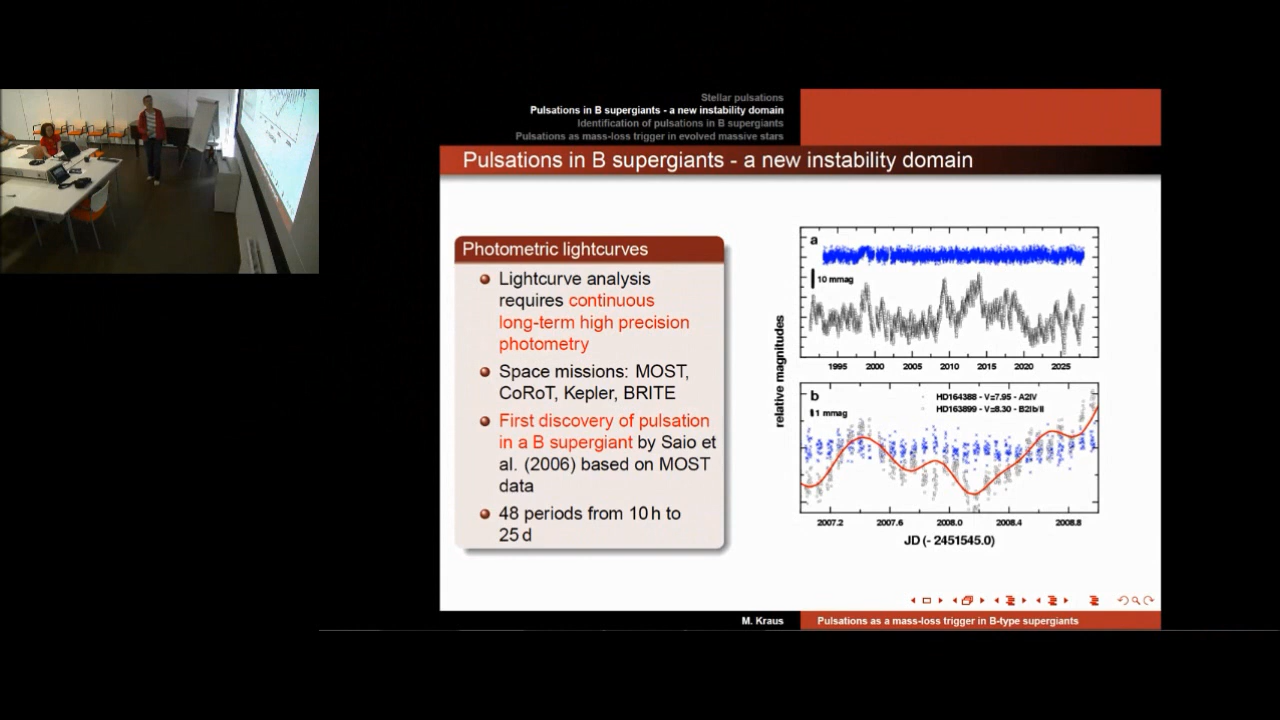 Stellar pulsations
Pulsations in B supergiants - a new instability domain
Identification of pulsations in B supergiants
Pulsations as mass-loss trigger in evolved massive stars
Pulsations in B supergiants - a new instability domain
Photometric lightcurves
Lightcurve analysis
requires continuous
long-term high precision
photometry
Space missions: MOST,
CoRoT, Kepler, BRITE
First discovery of pulsation
in a B supergiant by Saio et
al. (2006) based on MOST
data
48 periods from 10 h to
25 d
relative magnitudes
a
10 mmag
1995 2000 2005 2010 2015 2020 2025
b
HD164388 - V=7.95 - A2IV
1 mmag
HD163899 - V=8.30 - B2Ib/II
2007.2 2007.6 2008.0 2008.4 2008.8
JD (- 2451545.0)
M. Kraus
Pulsations as a mass-loss trigger in B-type supergiants